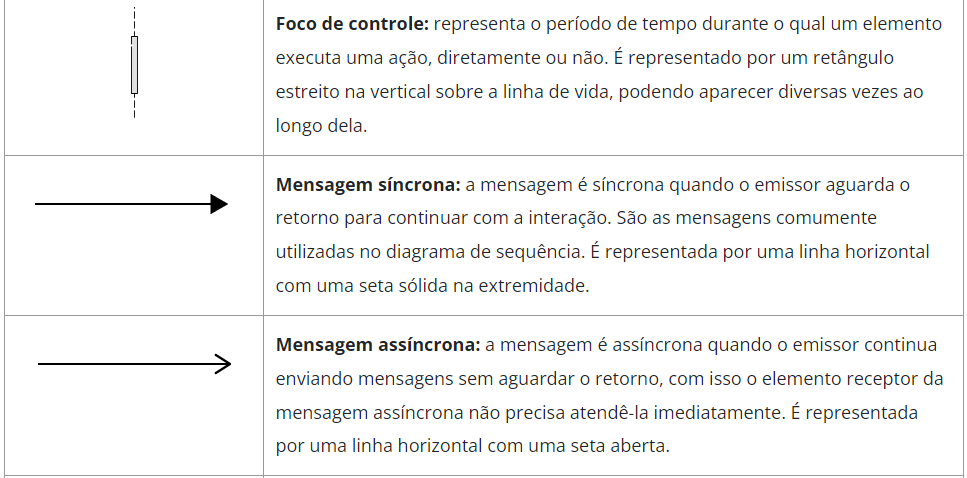 Foco de controle: representa o período de tempo durante o qual um elemento
executa uma ação, diretamente ou não. É representado por um retângulo
estreito na vertical sobre a linha de vida, podendo aparecer diversas vezes ao
longo dela.
Mensagem síncrona: a mensagem é síncrona quando o emissor aguarda o
retorno para continuar com a interação. São as mensagens comumente
utilizadas no diagrama de sequência. É representada por uma linha horizontal
com uma seta sólida na extremidade.
Mensagem assíncrona: a mensagem é assíncrona quando o emissor continua
enviando mensagens sem aguardar o retorno, com isso o elemento receptor da
mensagem assíncrona não precisa atendê-la imediatamente. É representada
por uma linha horizontal com uma seta aberta.